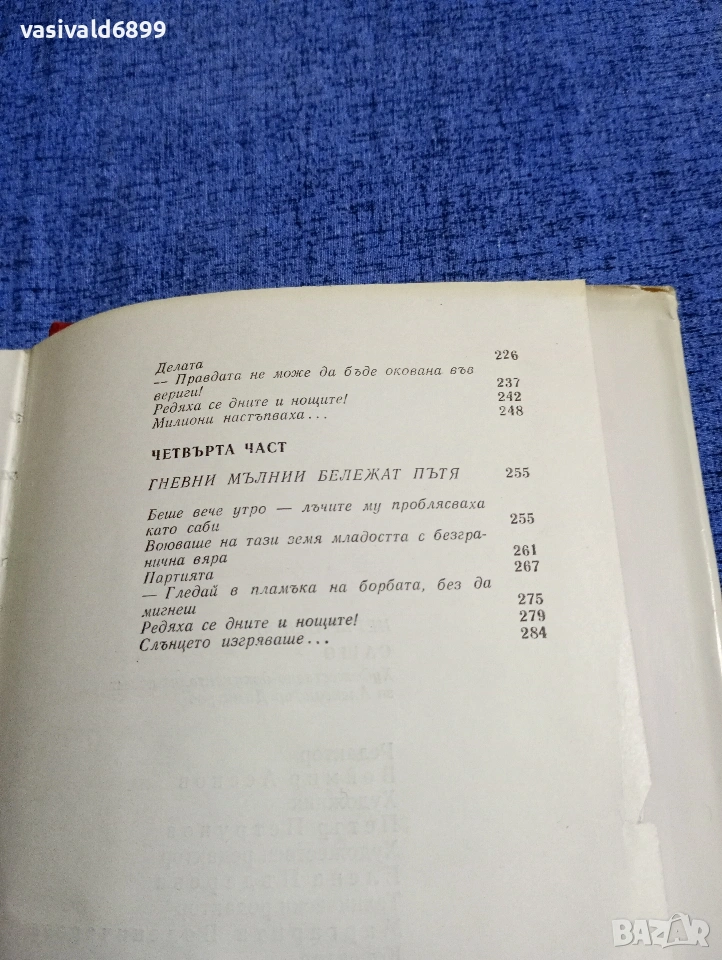 vasivald6899
Делата 226
— Правдата не може да бъде окована във
вериги! 237
Редяха се дните и нощите! 242
Милиони настъпваха... 248
ЧЕТВЪРТА ЧАСТ
ГНЕВНИ МЪЛНИИ БЕЛЕЖАТ ПЪТЯ 255
Беше вече утро — лъчите му проблясваха
като саби 255
Воюваше на тази земя младостта с безгра-
нична вяра 261
Партията 267
— Гледай в пламъка на борбата, без да
мигнеш 275
Редяха се дните и нощите! 279
Слънцето изгряваше... 284
BAZAR